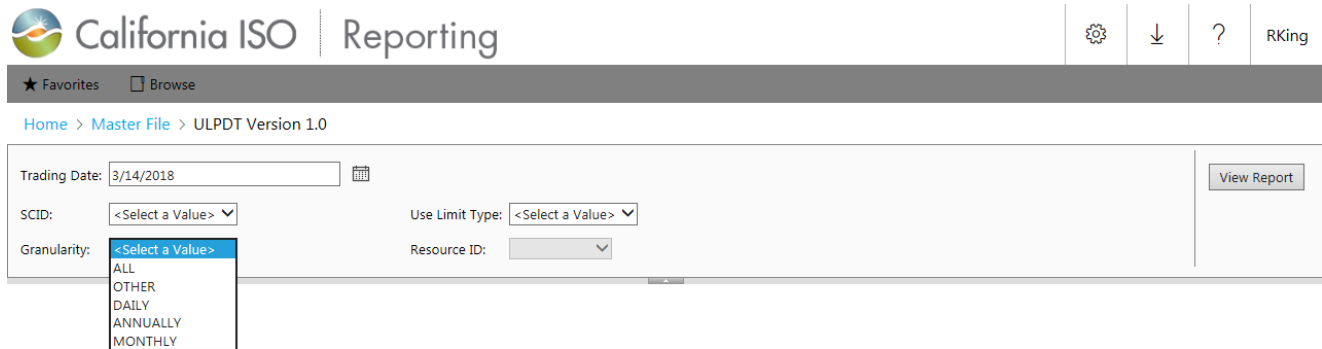 California ISO Reporting
? RKing
★ Favorites Browse
Home > Master File > ULPDT Version 1.0
Trading Date: 3/14/2018 View Report
SCID: <Select a Value> Use Limit Type: <Select a Value>
Granularity: <Select a Value> Resource ID:
ALL
OTHER
DAILY
ANNUALLY
MONTHLY